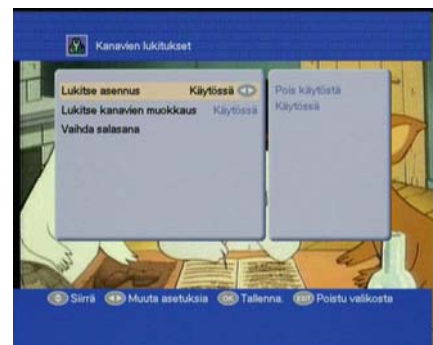 Kanavien lukitukset
Lukitse asennus Käytössä
Lukitse kanavien muokkaus Käytössä
Vaihda salasana
Pois käytöstä
Käytössä
Siirrä Muuta asetuksia OK Tallenna. EXIT Poistu valikosta